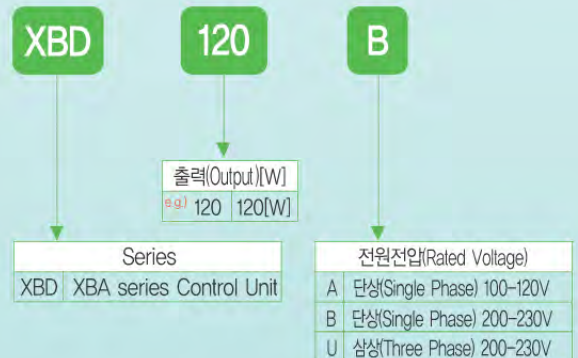 XBD 120 B
출력(Output)[W]
e.g.) 120 120[W]
Series
XBD XBA series Control Unit
전원전압(Rated Voltage)
A 단상(Single Phase) 100-120V
B 단상(Single Phase) 200-230V
U 삼상(Three Phase) 200-230V